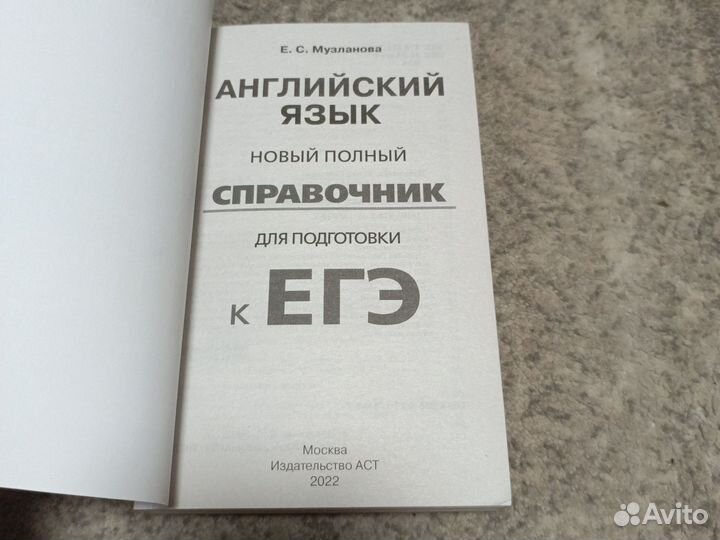 Е. С. Музланова
АНГЛИЙСКИЙ
ЯЗЫК
НОВЫЙ ПОЛНЫЙ
СПРАВОЧНИК
ДЛЯ ПОДГОТОВКИ
К ЕГЭ
Москва
Издательство АСТ
2022
Avito